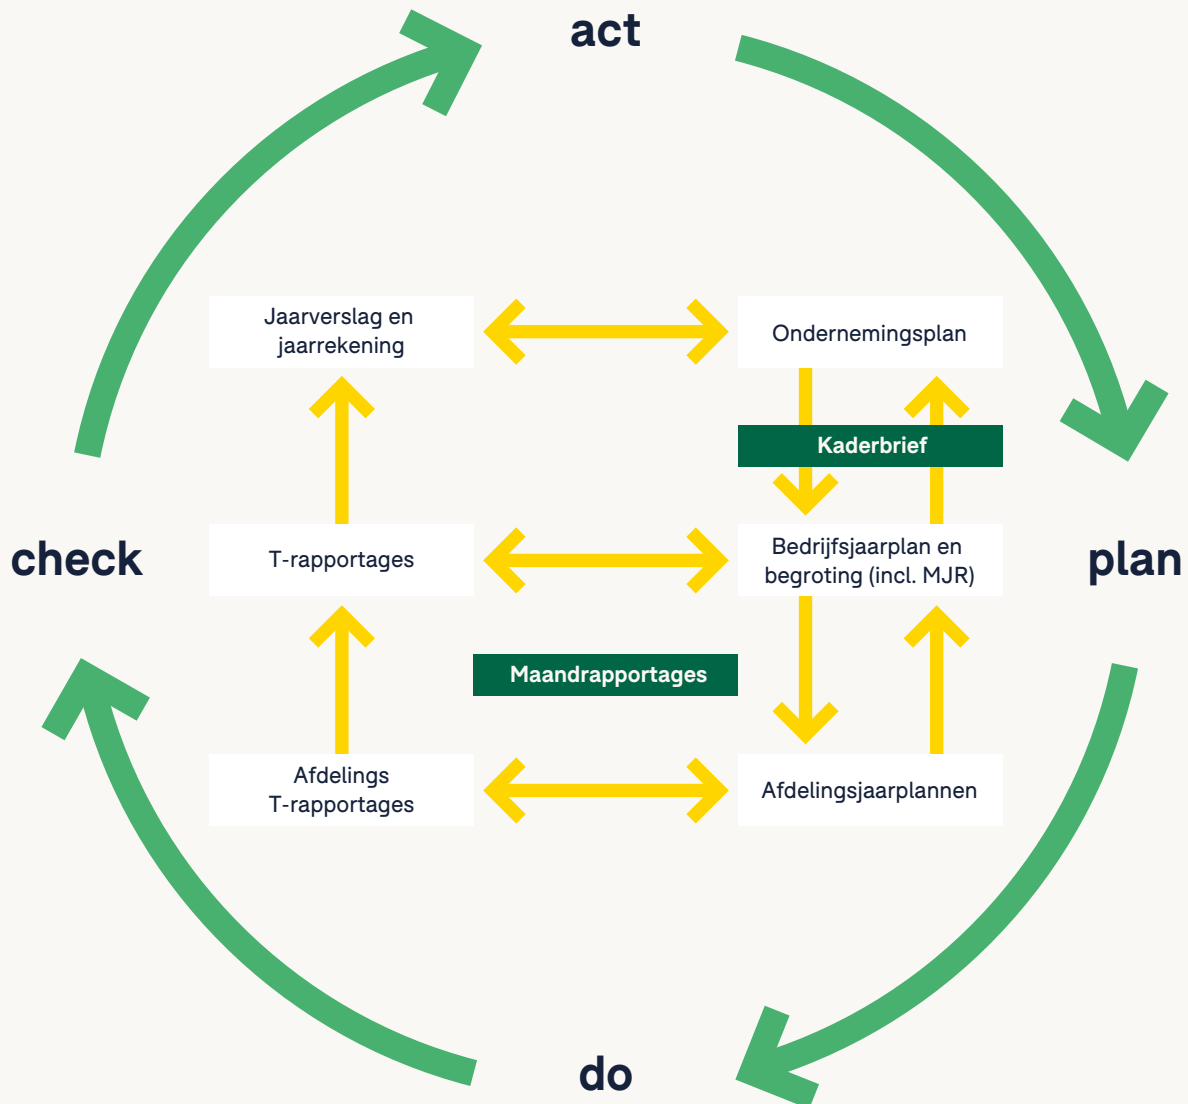 act
Jaarverslag en
jaarrekening
Ondernemingsplan
Kaderbrief
check
T-rapportages
Bedrijfsjaarplan en
begroting (incl. MJR)
plan
Maandrapportages
Afdelings
T-rapportages
Afdelingsjaarplannen
do